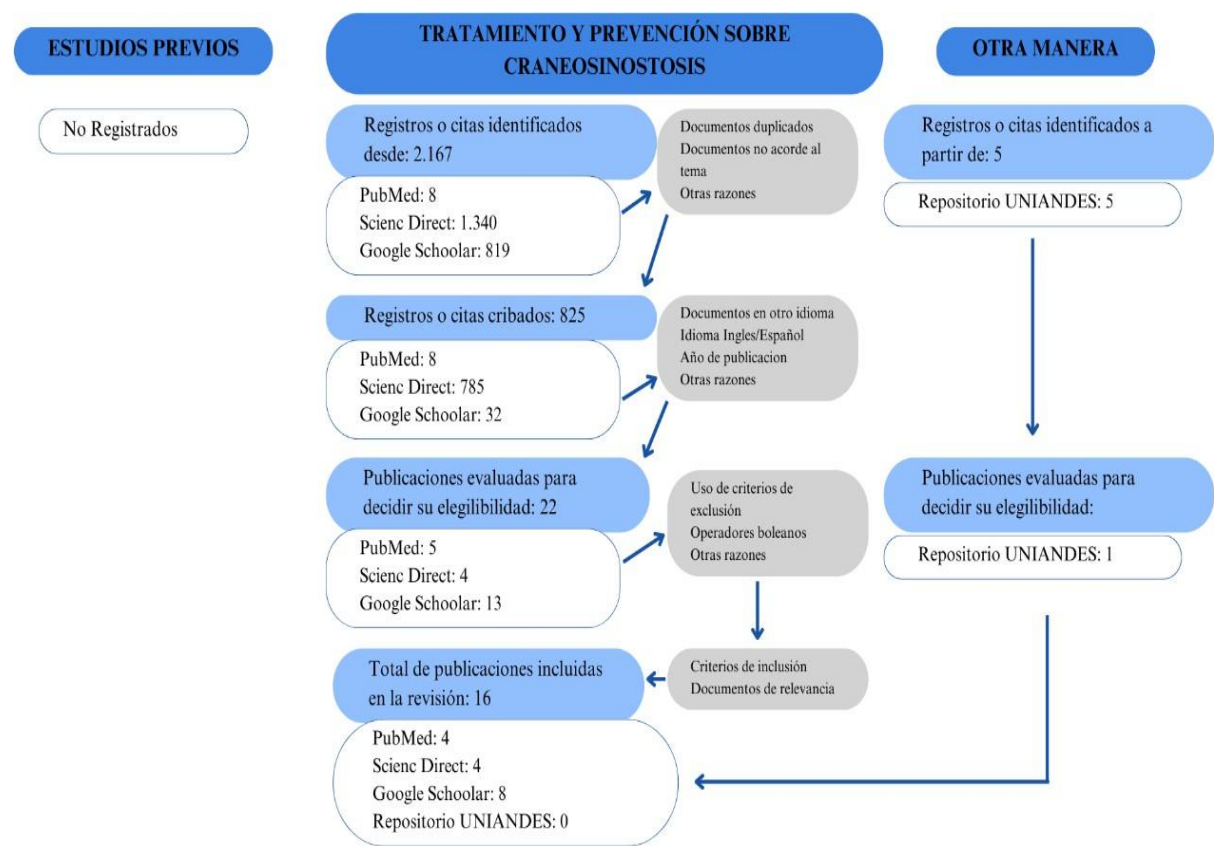 ESTUDIOS PREVIOS
No Registrados
TRATAMIENTO Y PREVENCIÓN SOBRE
CRANEOSINOSTOSIS
Registros o citas identificados
desde: 2.167
PubMed: 8
Scienc Direct: 1.340
Google Schoolar: 819
Documentos duplicados
Documentos no acorde al
tema
Otras razones
Registros o citas cribados: 825
PubMed: 8
Scienc Direct: 785
Google Schoolar: 32
Documentos en otro idioma
Idioma Ingles/Español
Año de publicacion
Otras razones
Publicaciones evaluadas para
decidir su elegilibilidad: 22
PubMed: 5
Scienc Direct: 4
Google Schoolar: 13
Uso de criterios de
exclusión
Operadores boleanos
Otras razones
Criterios de inclusión
Documentos de relevancia
Total de publicaciones incluidas
en la revisión: 16
PubMed: 4
Scienc Direct: 4
Google Schoolar: 8
Repositorio UNIANDES: 0
OTRA MANERA
Registros o citas identificados a
partir de: 5
Repositorio UNIANDES: 5
Publicaciones evaluadas para
decidir su elegilibilidad:
Repositorio UNIANDES: 1